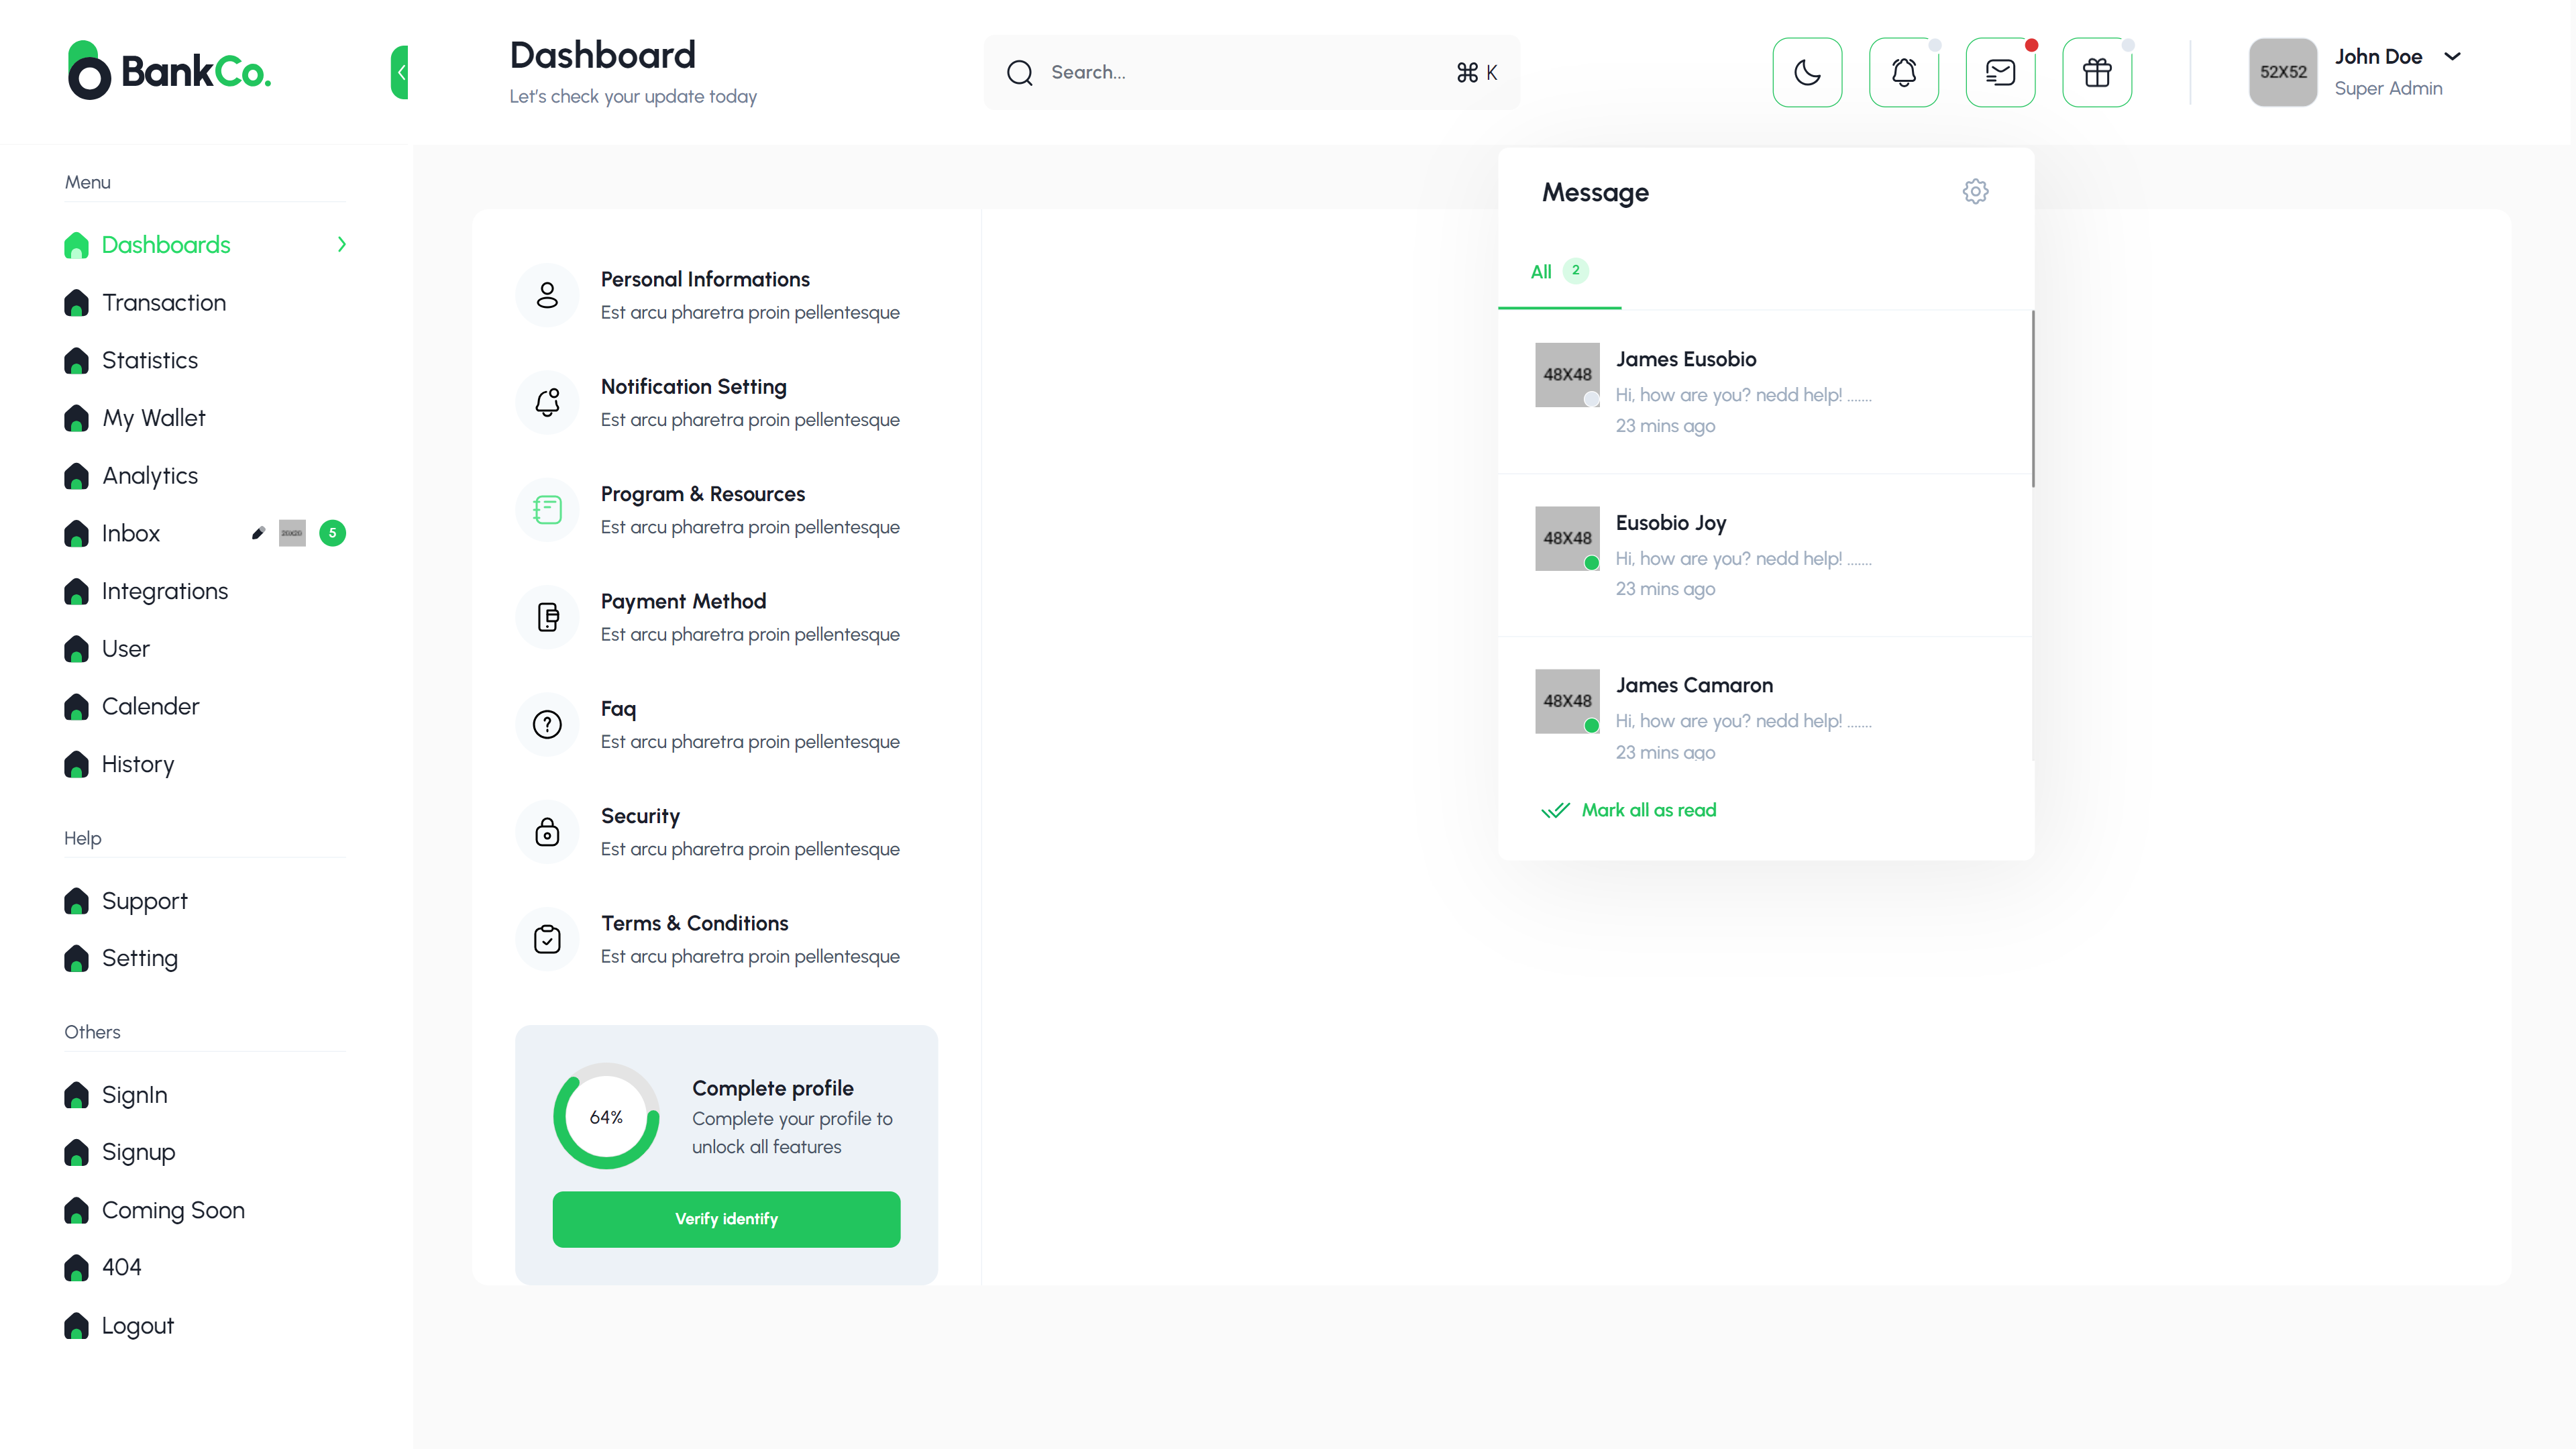 BankCo.
Dashboard
Let's check your update today
Search...
⌘ K
52X52
John Doe
Super Admin
Menu
Dashboards
Transaction
Statistics
My Wallet
Analytics
Inbox
20x20
5
Integrations
User
Calender
History
Help
Support
Setting
Others
SignIn
Signup
Coming Soon
404
Logout
Personal Informations
Est arcu pharetra proin pellentesque
Notification Setting
Est arcu pharetra proin pellentesque
Program & Resources
Est arcu pharetra proin pellentesque
Payment Method
Est arcu pharetra proin pellentesque
Faq
Est arcu pharetra proin pellentesque
Security
Est arcu pharetra proin pellentesque
Terms & Conditions
Est arcu pharetra proin pellentesque
64%
Complete profile
Complete your profile to
unlock all features
Verify identify
Message
All 2
48X48
James Eusobio
Hi, how are you? nedd help! .......
23 mins ago
48X48
Eusobio Joy
Hi, how are you? nedd help! .......
23 mins ago
48X48
James Camaron
Hi, how are you? nedd help! .......
23 mins ago
Mark all as read